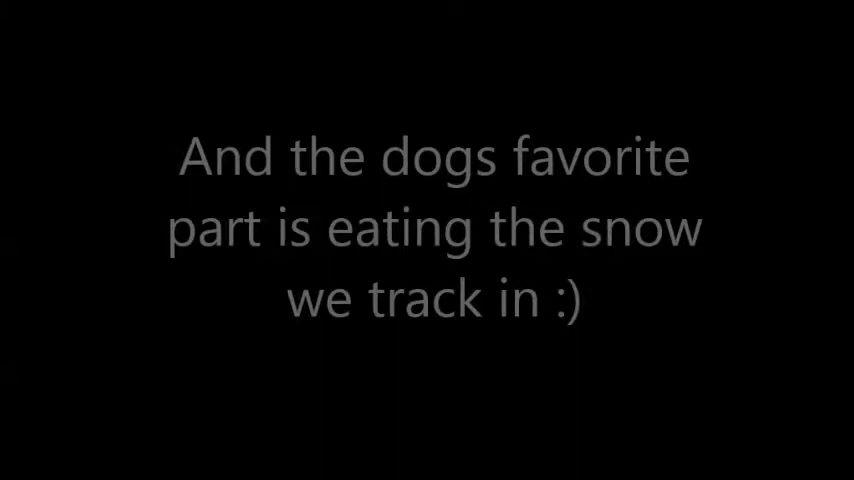 And the dogs favorite
part is eating the snow
we track in :)